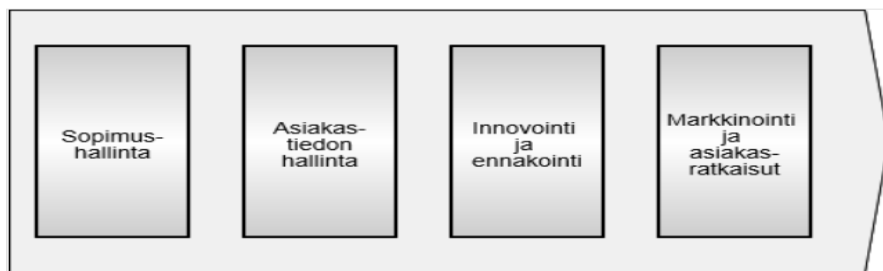 Sopimus-
hallinta
Asiakas-
tiedon
hallinta
Innovointi
ja
ennakointi
Markkinointi
ja
asiakas-
ratkaisut